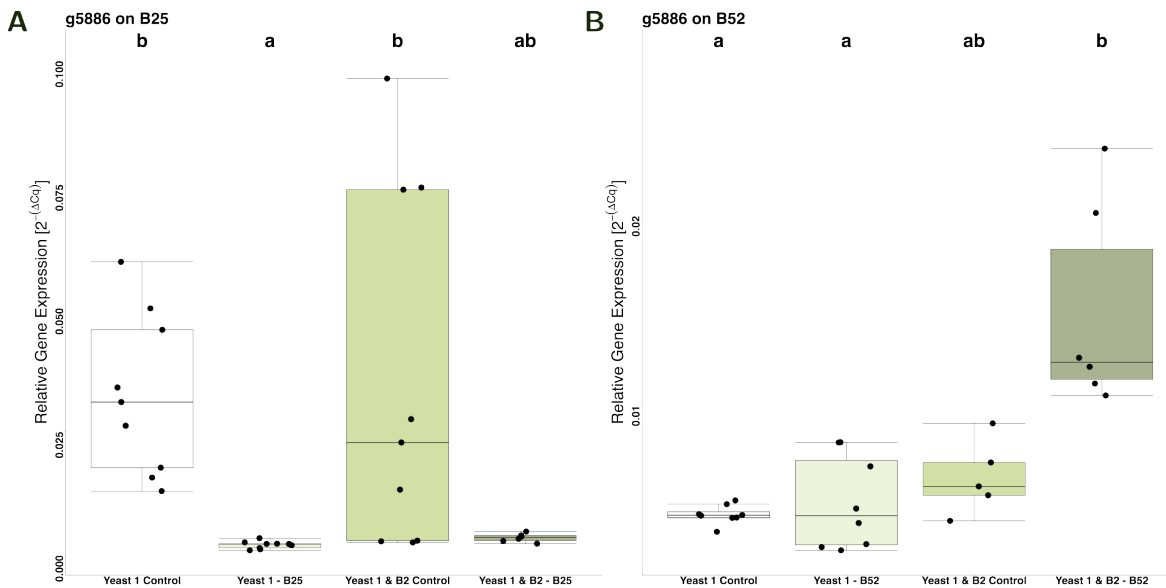 A
g5886 on B25
b a b ab
Relative Gene Expression [2^−(ΔCq)]
0.100
0.075
0.050
0.025
0.000
Yeast 1 Control Yeast 1 - B25 Yeast 1 & B2 Control Yeast 1 & B2 - B25
B
g5886 on B52
a a ab b
Relative Gene Expression [2^−(ΔCq)]
0.02
0.01
Yeast 1 Control Yeast 1 - B52 Yeast 1 & B2 Control Yeast 1 & B2 - B52